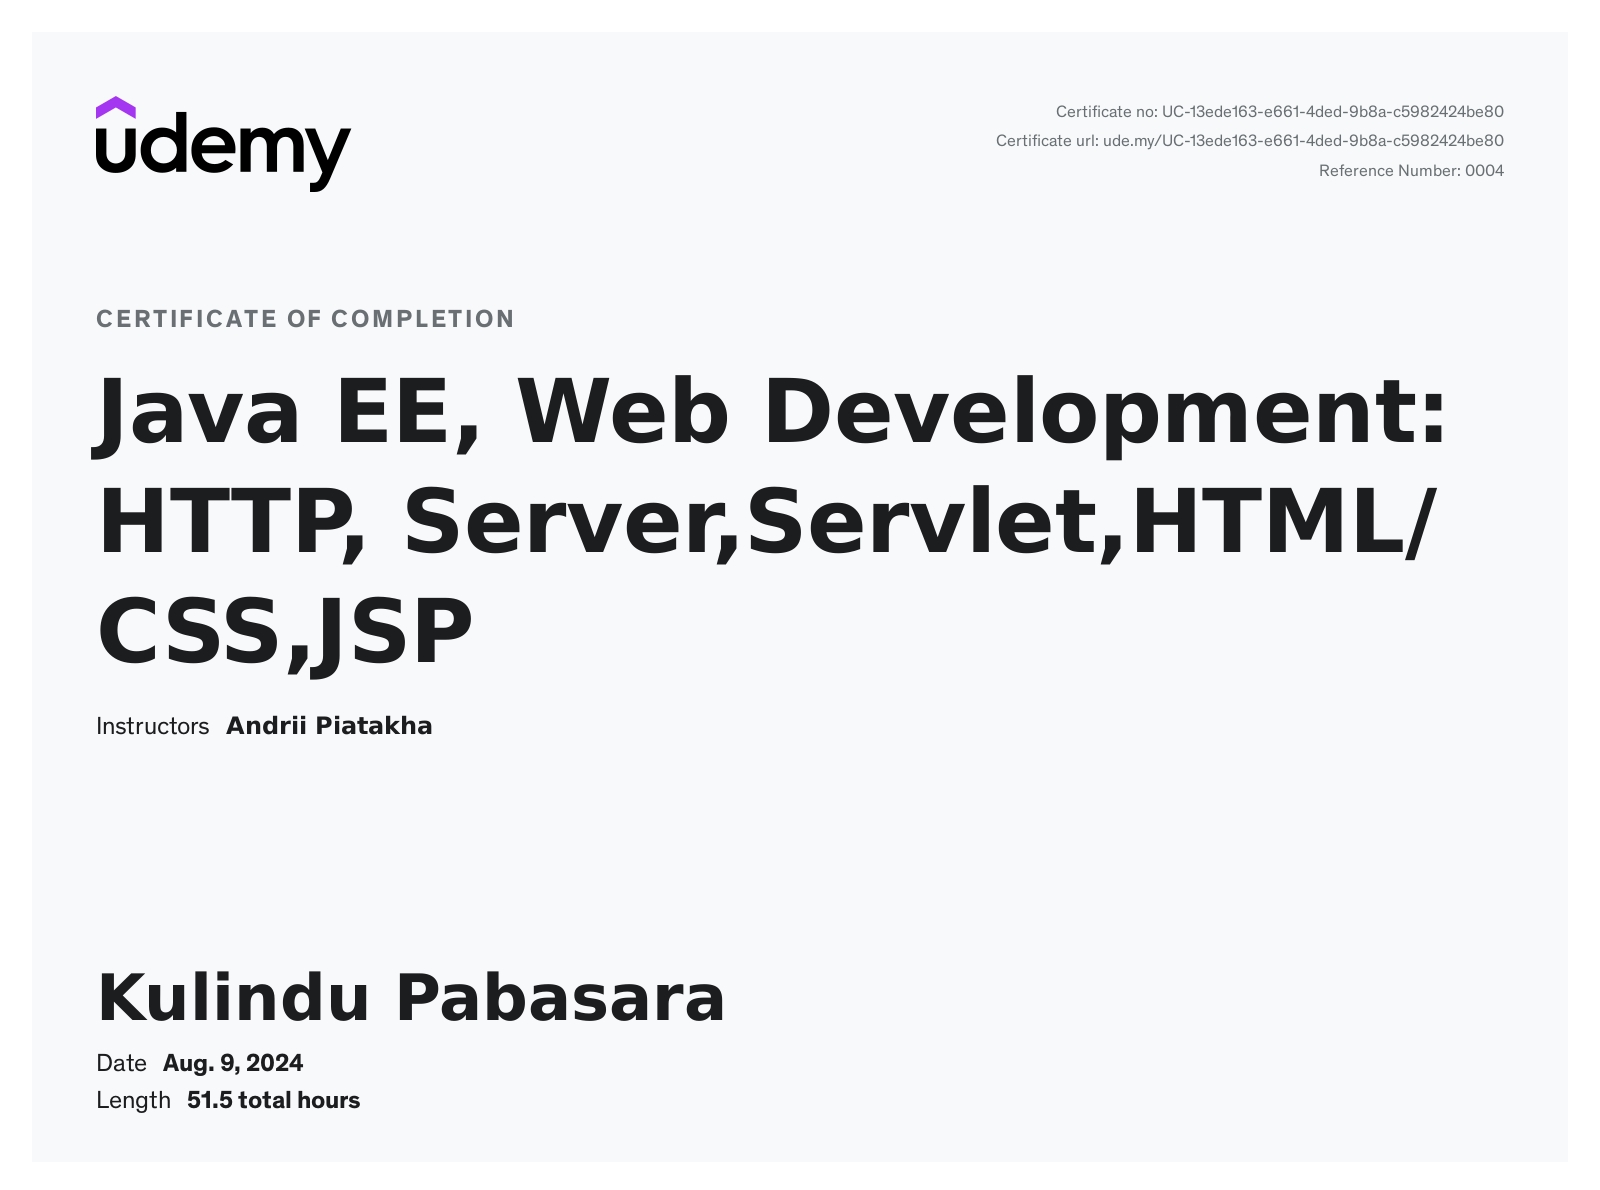 udemy
Certificate no: UC-13ede163-e661-4ded-9b8a-c5982424be80
Certificate url: ude.my/UC-13ede163-e661-4ded-9b8a-c5982424be80
Reference Number: 0004
CERTIFICATE OF COMPLETION
Java EE, Web Development:
HTTP, Server,Servlet,HTML/
CSS,JSP
Instructors Andrii Piatakha
Kulindu Pabasara
Date Aug. 9, 2024
Length 51.5 total hours